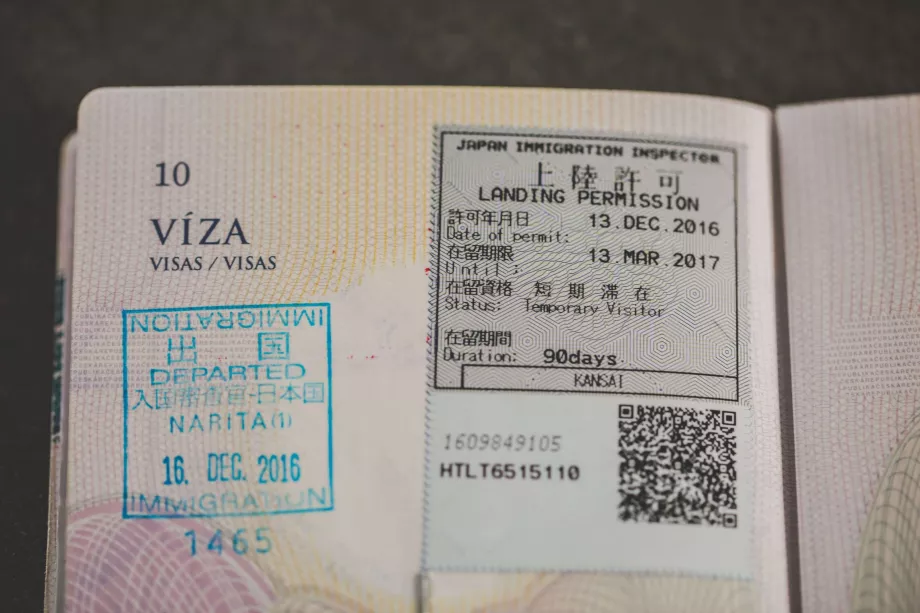 10
VÍZA
VISAS / VISAS
IMMIGRATION
出国
DEPARTED
入国審査官-日本国
NARITA(1)
16. DEC. 2016
IMMIGRATION
1465
JAPAN IMMIGRATION INSPECTOR
上陸許可
LANDING PERMISSION
許可年月日 13.DEC.2016
Date of permit:
在留期限 13.MAR.2017
Until :
在留資格 短期滞在
Status: Temporary Visitor
在留期間
Duration: 90days
KANSAI
1609849105
HTLT6515110